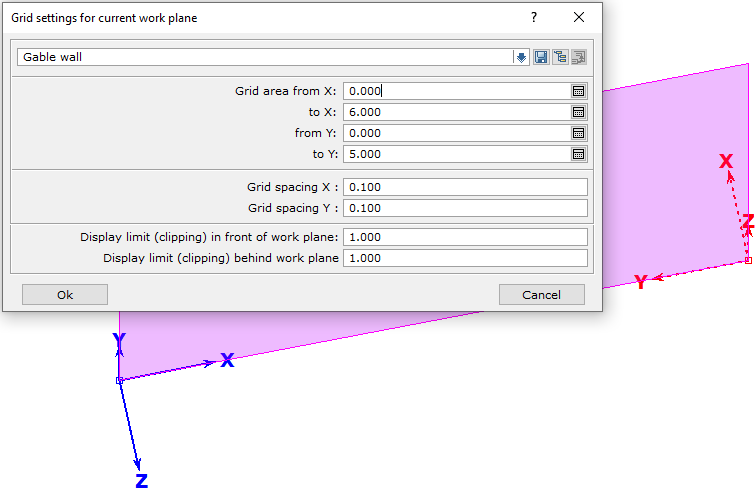 Grid settings for current work plane
?
Gable wall
Grid area from X: 0.000
to X: 6.000
from Y: 0.000
to Y: 5.000
Grid spacing X : 0.100
Grid spacing Y : 0.100
Display limit (clipping) in front of work plane: 1.000
Display limit (clipping) behind work plane 1.000
Ok Cancel
X
Z
Y
Y
X
Z